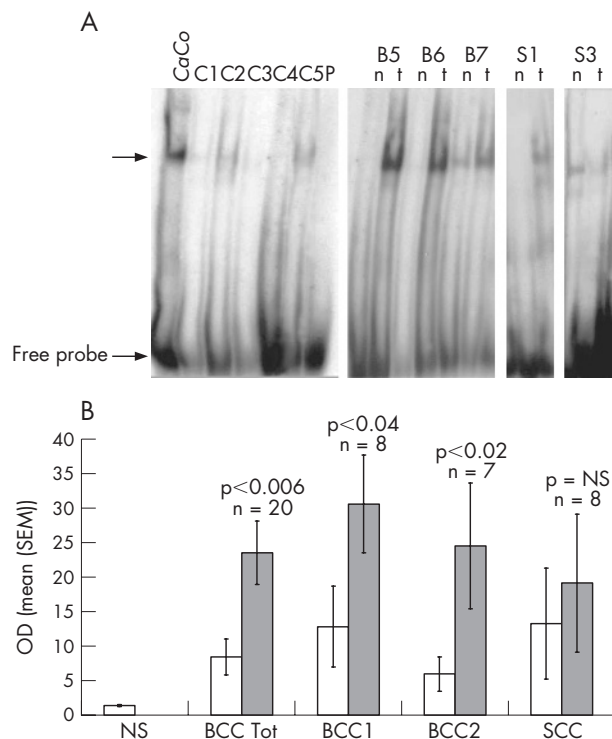 A
CaCo C1C2C3C4C5P
B5 B6 B7 S1 S3
n t n t n t n t n t
Free probe
B
OD (mean (SEM))
40
35
30
25
20
15
10
5
0
p<0.006
n = 20
p<0.04
n = 8
p<0.02
n = 7
p = NS
n = 8
NS BCC Tot BCC1 BCC2 SCC